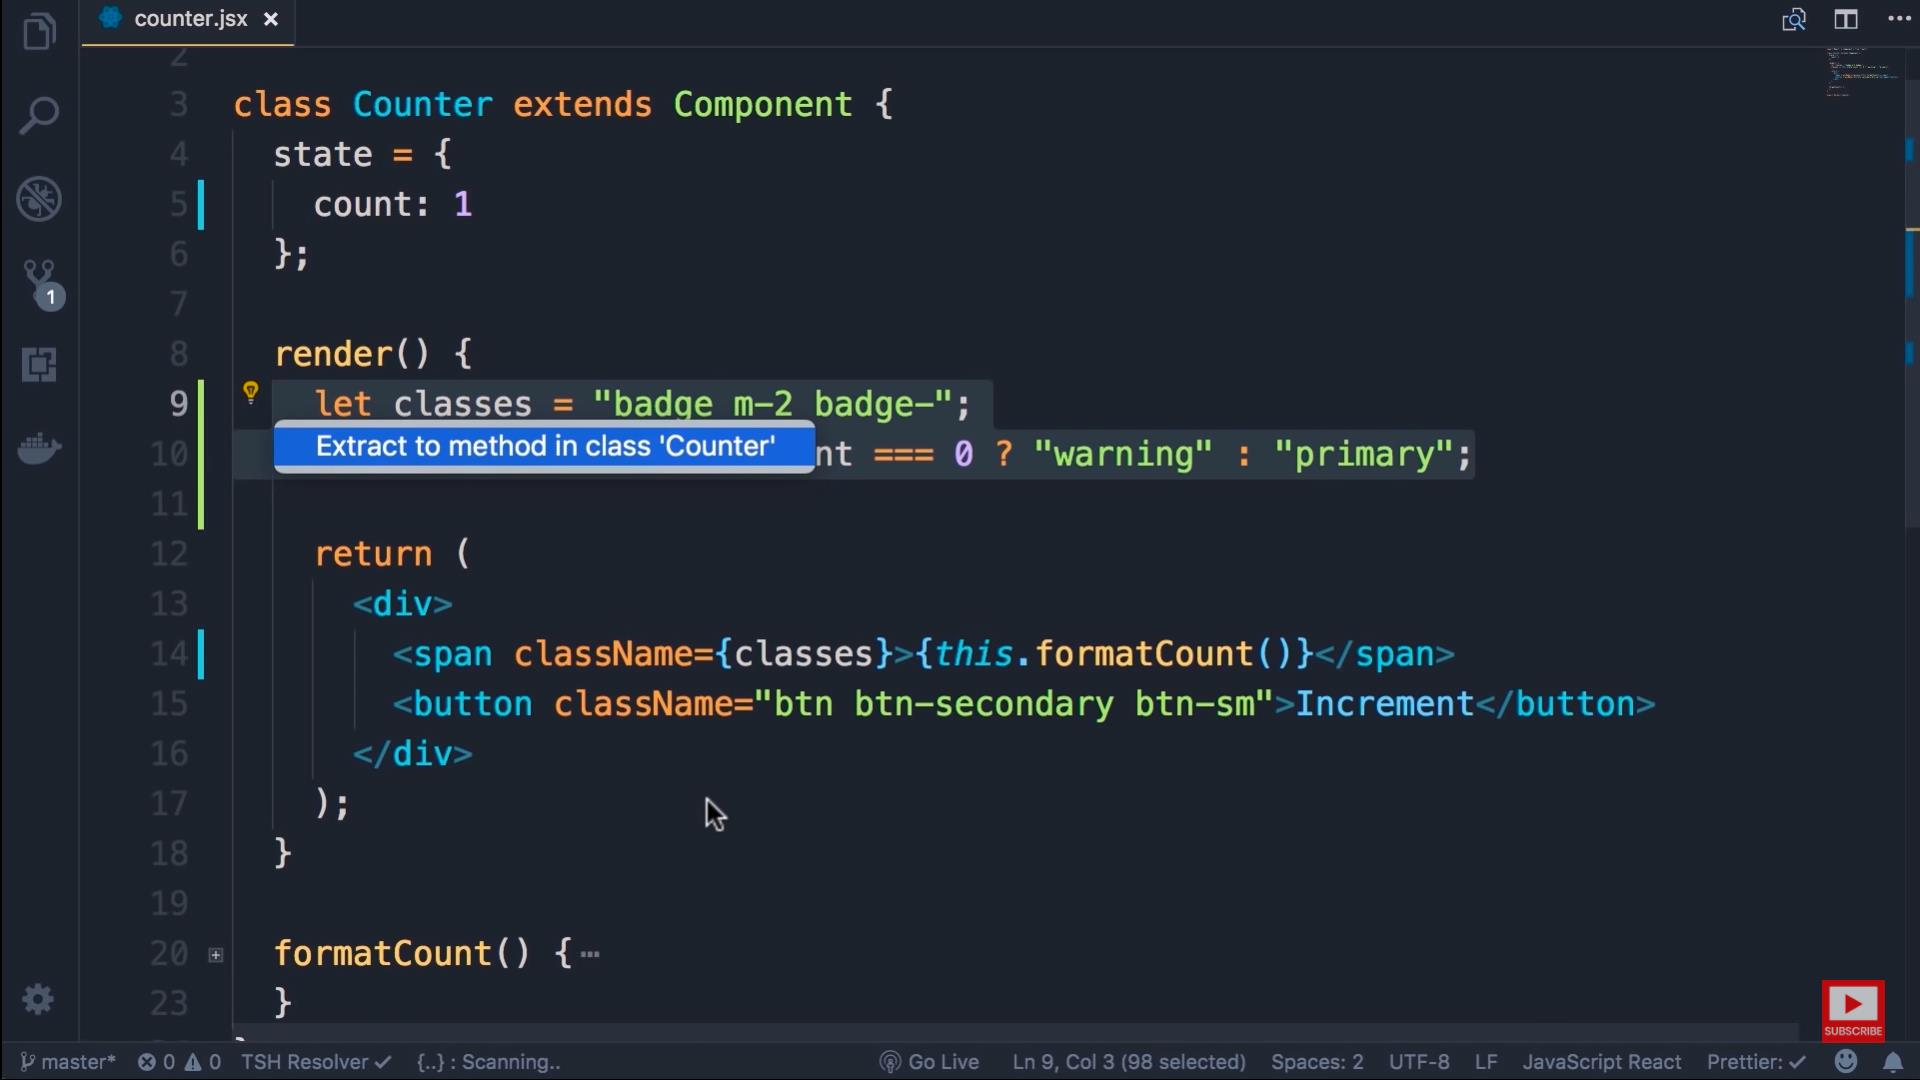 counter.jsx
2
3 class Counter extends Component {
4 state = {
5 count: 1
6 };
7
8 render() {
9 let classes = "badge m-2 badge-";
Extract to method in class 'Counter'
10 nt === 0 ? "warning" : "primary";
11
12 return (
13 <div>
14 <span className={classes}>{this.formatCount()}</span>
15 <button className="btn btn-secondary btn-sm">Increment</button>
16 </div>
17 );
18 }
19
20 formatCount() {…
23 }
1
SUBSCRIBE
master* 0 0 TSH Resolver ✓ {..} : Scanning.. Go Live Ln 9, Col 3 (98 selected) Spaces: 2 UTF-8 LF JavaScript React Prettier: ✓